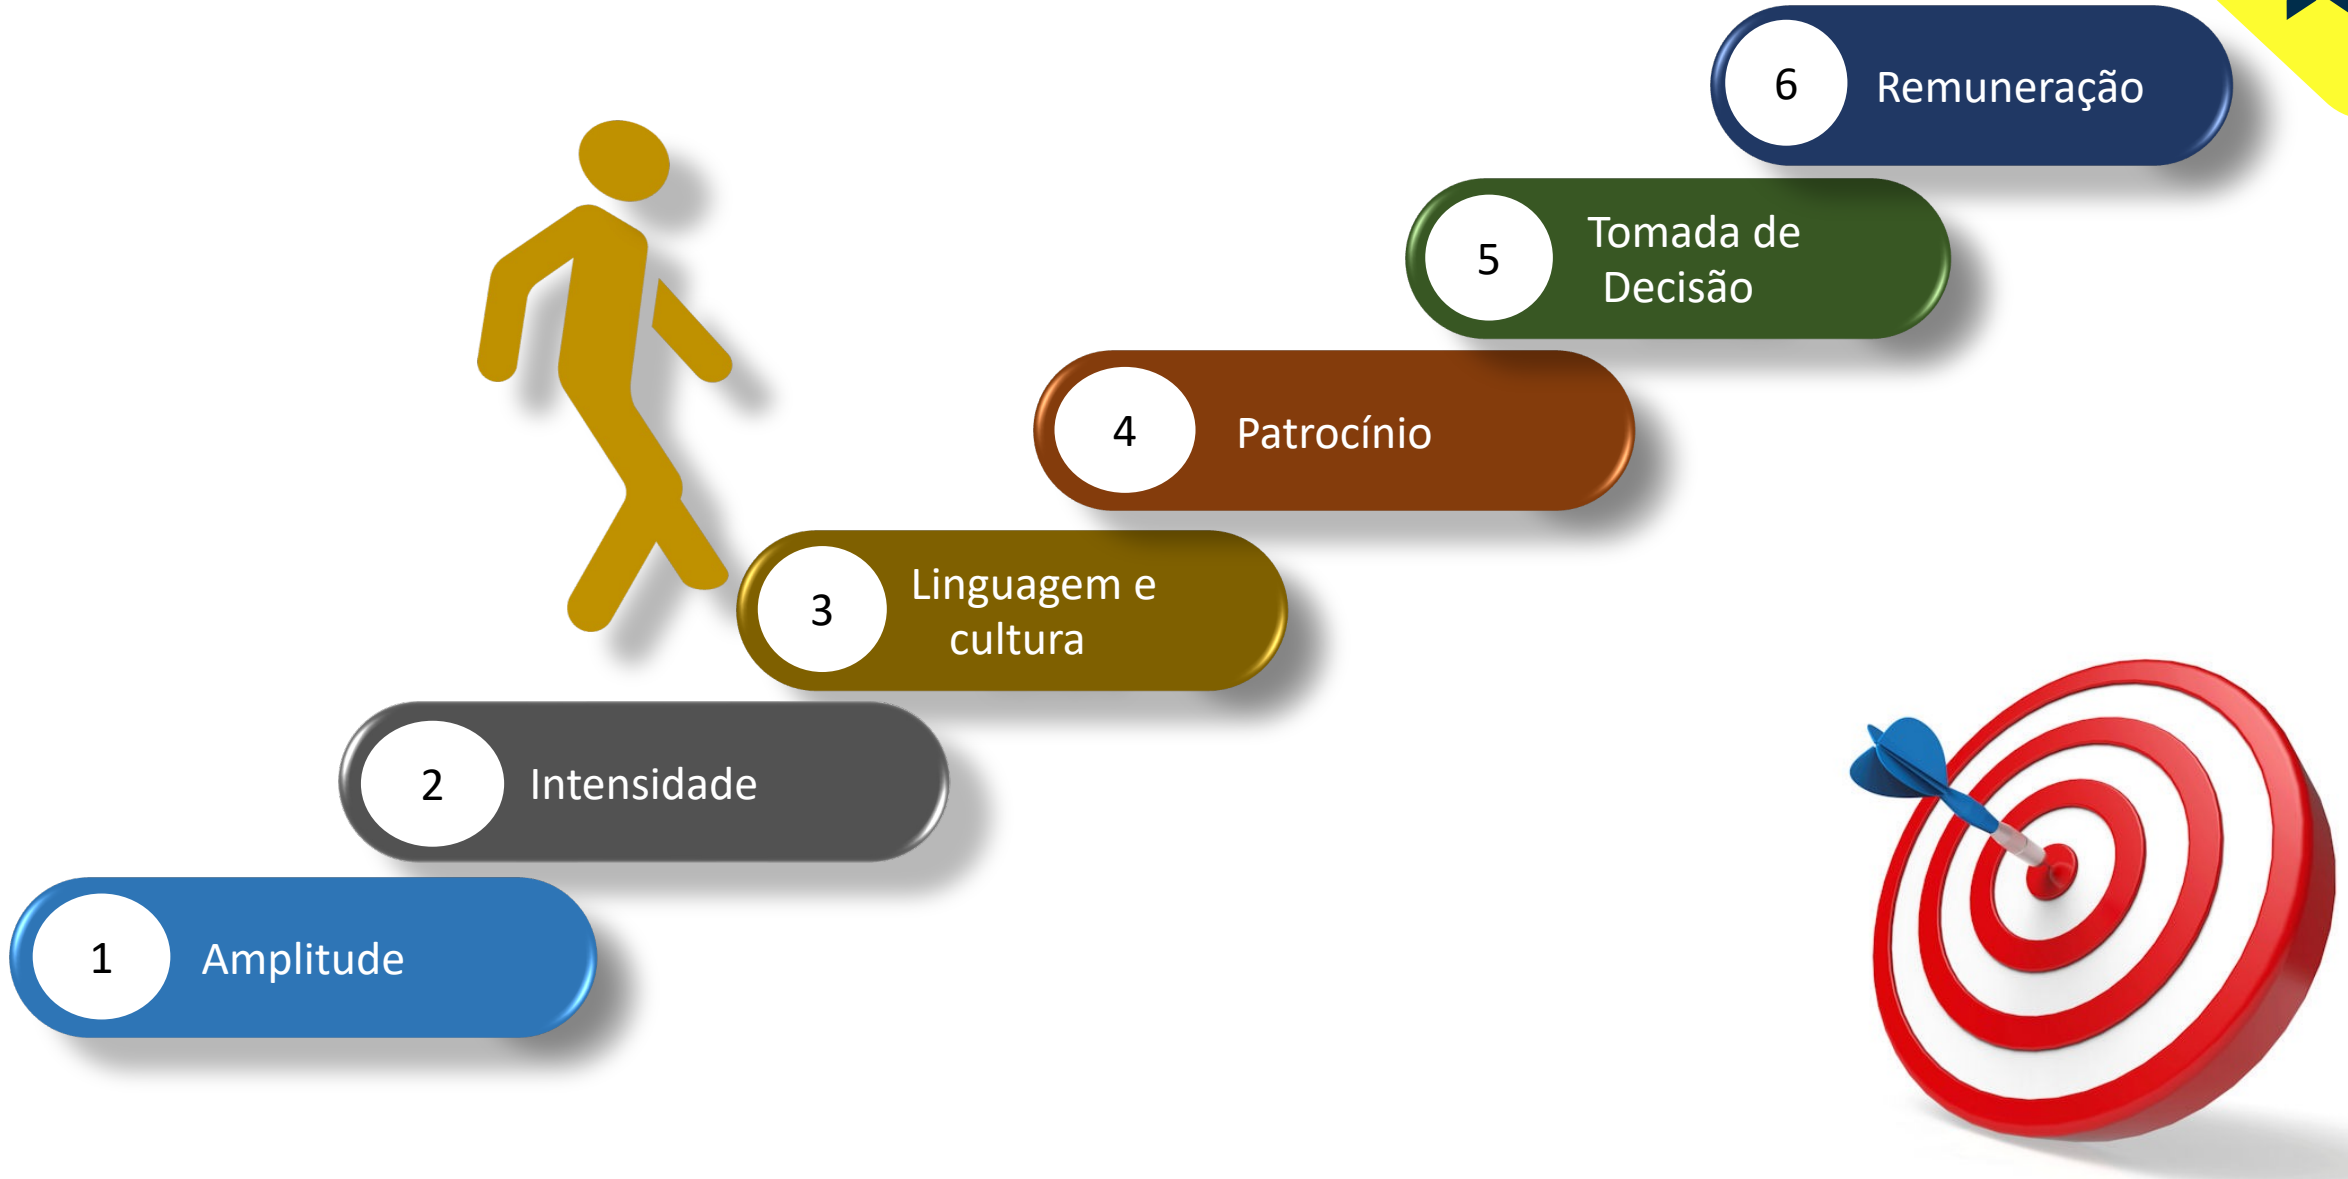 6
Remuneração
5
Tomada de
Decisão
4
Patrocínio
3
Linguagem e
cultura
2
Intensidade
1
Amplitude